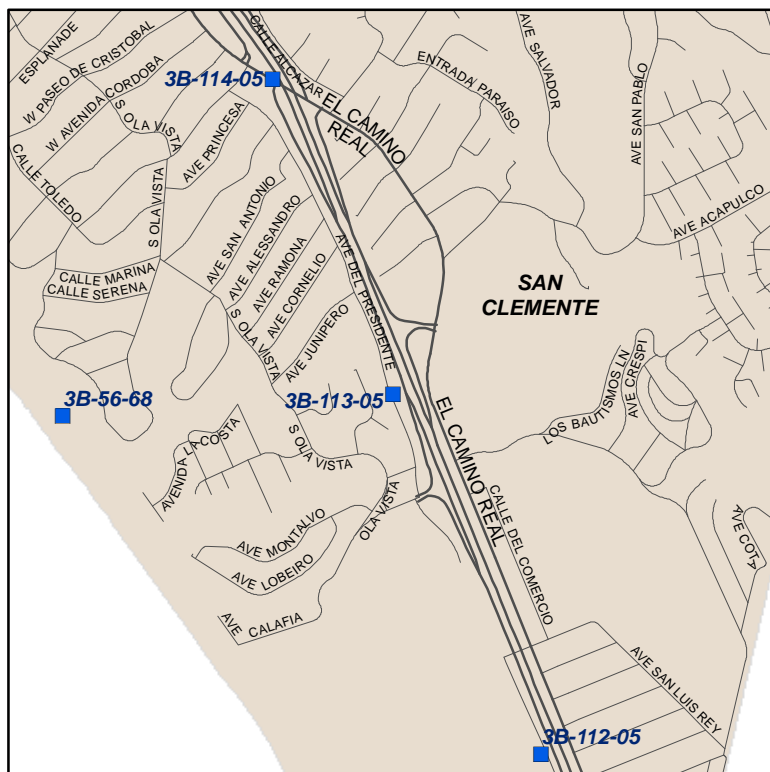 ESPLANADE
W PASEO DE CRISTOBAL
W AVENIDA CORDOBA
S OLA VISTA
CALLE TOLEDO
AVE PRINCESA
S OLA VISTA
3B-114-05
CALLE ALCAZAR
EL CAMINO
REAL
ENTRADA PARAISO
AVE SALVADOR
AVE SAN PABLO
AVE ACAPULCO
AVE SAN ANTONIO
AVE ALESSANDRO
AVE RAMONA
AVE CORNELIO
AVE JUNIPERO
AVE DEL PRESIDENTE
CALLE MARINA
CALLE SERENA
S OLA VISTA
SAN
CLEMENTE
3B-56-68
3B-113-05
LOS BAUTISMOS LN
AVE CRESPI
AVENIDA LA COSTA
S OLA VISTA
EL CAMINO REAL
OLA VISTA
CALLE DEL COMERCIO
AVE COTA
AVE MONTALVO
AVE LOBEIRO
AVE
CALAFIA
AVE SAN LUIS REY
3B-112-05